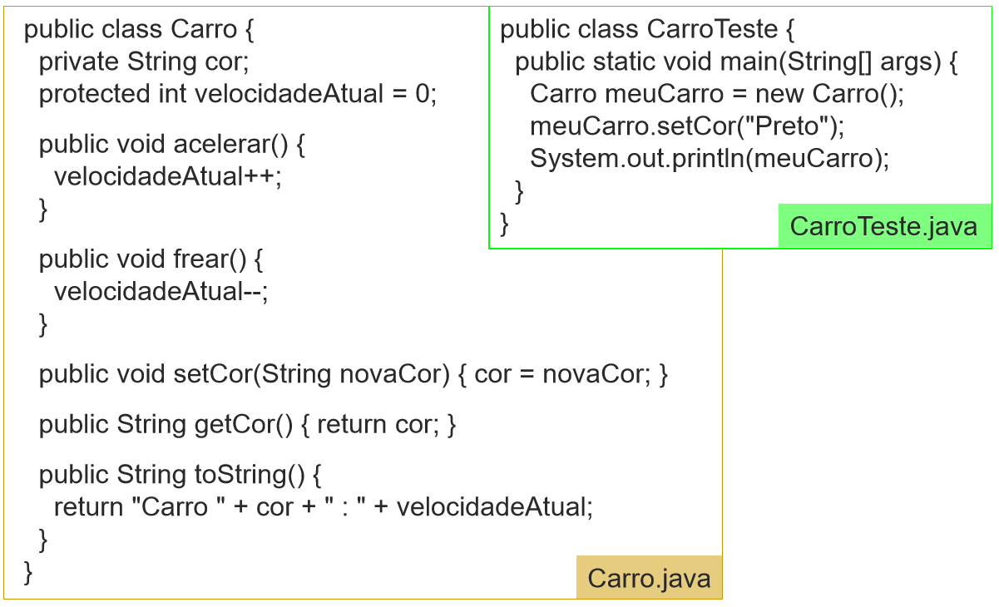 public class Carro {
private String cor;
protected int velocidadeAtual = 0;
public void acelerar() {
velocidadeAtual++;
}
public void frear() {
velocidadeAtual--;
}
public void setCor(String novaCor) { cor = novaCor; }
public String getCor() { return cor; }
public String toString() {
return "Carro " + cor + " : " + velocidadeAtual;
}
}
Carro.java
public class CarroTeste {
public static void main(String[] args) {
Carro meuCarro = new Carro();
meuCarro.setCor("Preto");
System.out.println(meuCarro);
}
}
CarroTeste.java